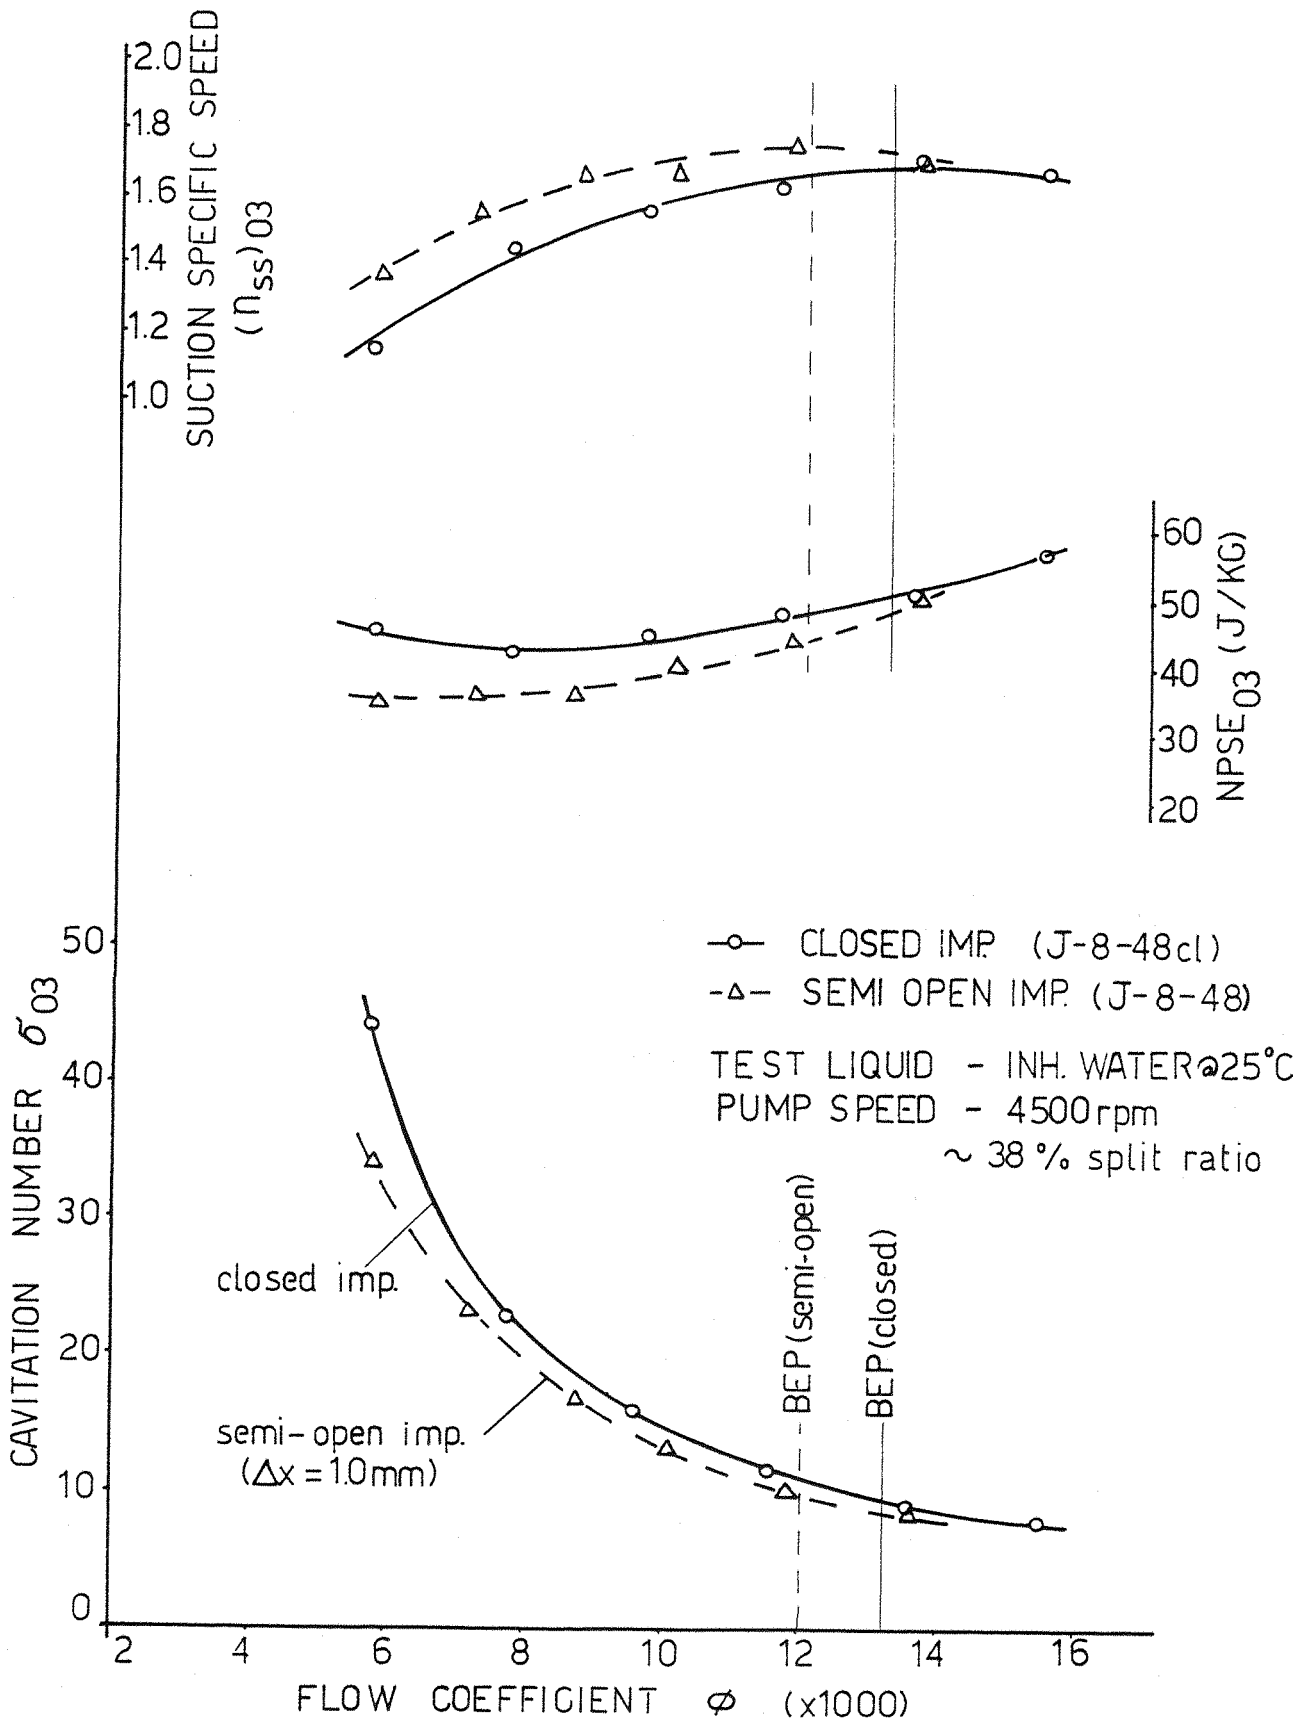 2.0
1.8
1.6
1.4
1.2
1.0
SUCTION SPECIFIC SPEED
(nss)03
60
50
40
30
20
NPSE03 (J/KG)
50
40
30
20
10
0
CAVITATION NUMBER σ03
CLOSED IMP. (J-8-48cl)
SEMI OPEN IMP. (J-8-48)
TEST LIQUID - INH. WATER@25°C
PUMP SPEED - 4500rpm
~ 38% split ratio
closed imp.
semi-open imp.
(Δx = 1.0mm)
BEP (semi-open)
BEP (closed)
2 4 6 8 10 12 14 16
FLOW COEFFICIENT Ø (x1000)